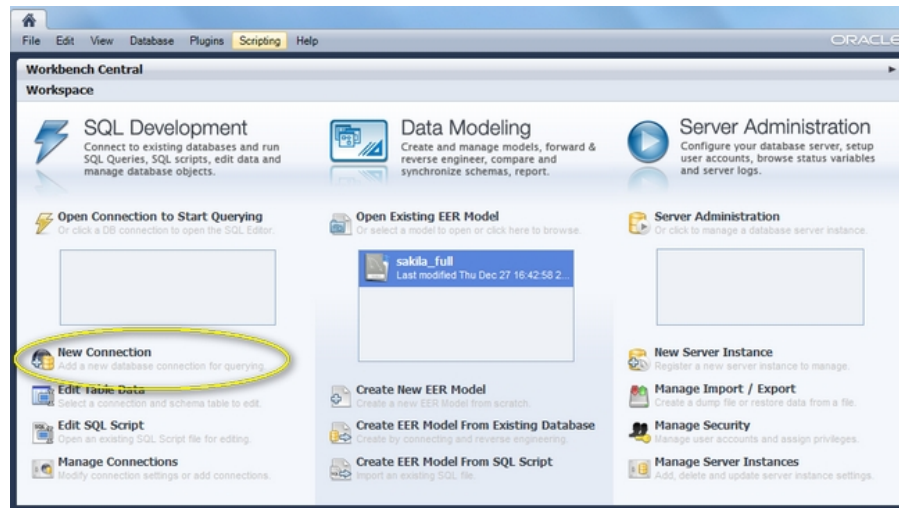 File Edit View Database Plugins Scripting Help
ORACLE
Workbench Central
Workspace
SQL Development
Connect to existing databases and run
SQL Queries, SQL scripts, edit data and
manage database objects.
Open Connection to Start Querying
Or click a DB connection to open the SQL Editor.
New Connection
Add a new database connection for querying.
Edit Table Data
Select a connection and schema table to edit.
Edit SQL Script
Open an existing SQL Script file for editing.
Manage Connections
Modify connection settings or add connections.
Data Modeling
Create and manage models, forward &
reverse engineer, compare and
synchronize schemas, report.
Open Existing EER Model
Or select a model to open or click here to browse.
sakila_full
Last modified Thu Dec 27 16:42:58 2...
Create New EER Model
Create a new EER Model from scratch.
Create EER Model From Existing Database
Create by connecting and reverse engineering.
Create EER Model From SQL Script
Import an existing SQL file.
Server Administration
Configure your database server, setup
user accounts, browse status variables
and server logs.
Server Administration
Or click to manage a database server instance.
New Server Instance
Register a new server instance to manage.
Manage Import / Export
Create a dump file or restore data from a file.
Manage Security
Manage user accounts and assign privileges.
Manage Server Instances
Add, delete and update server instance settings.